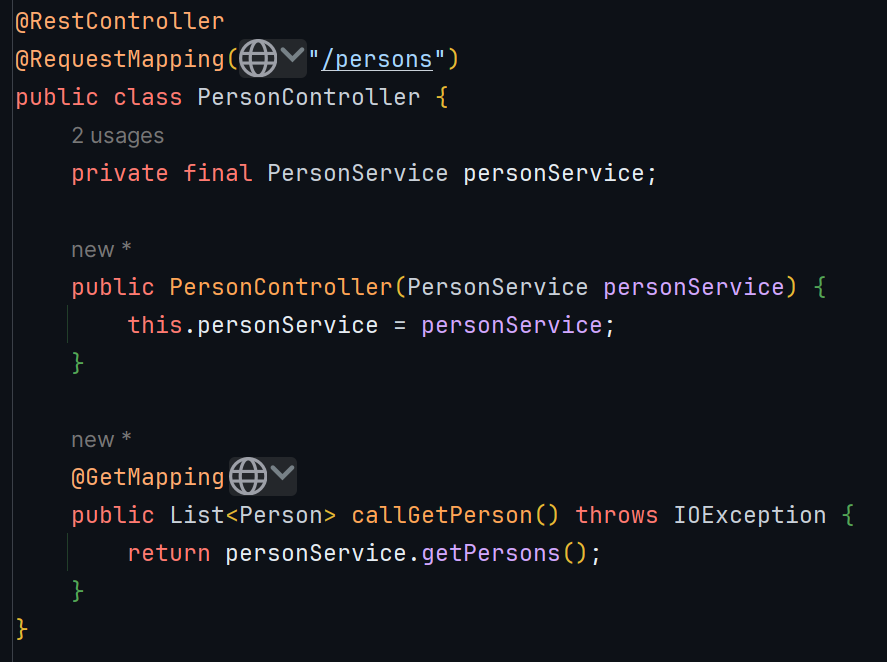 @RestController
@RequestMapping("/persons")
public class PersonController {
2 usages
private final PersonService personService;
new *
public PersonController(PersonService personService) {
this.personService = personService;
}
new *
@GetMapping
public List<Person> callGetPerson() throws IOException {
return personService.getPersons();
}
}